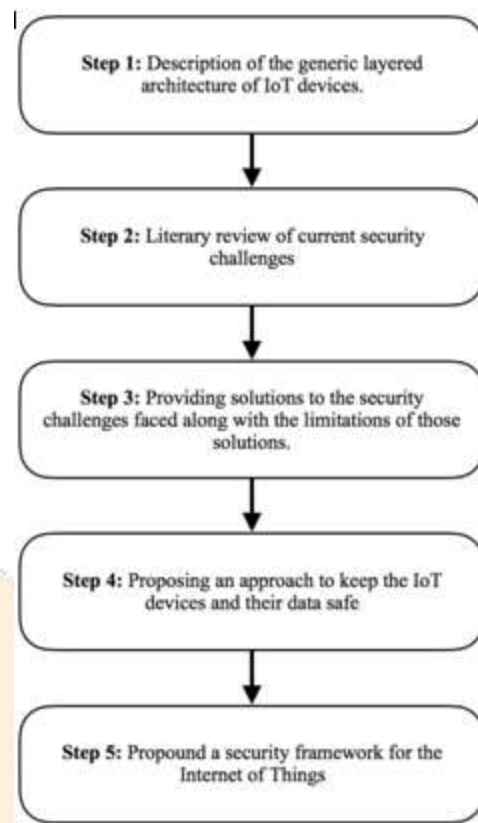 Step 1: Description of the generic layered
architecture of IoT devices.
Step 2: Literary review of current security
challenges
Step 3: Providing solutions to the security
challenges faced along with the limitations of those
solutions.
Step 4: Proposing an approach to keep the IoT
devices and their data safe
Step 5: Propound a security framework for the
Internet of Things